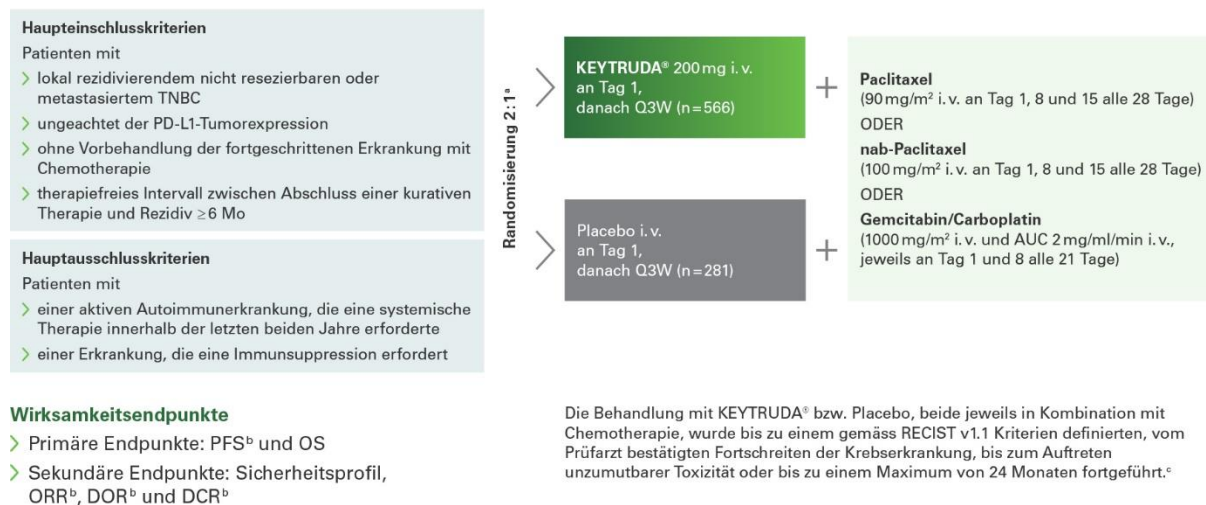 Haupteinschlusskriterien
Patienten mit
> lokal rezidivierendem nicht resezierbaren oder
metastasiertem TNBC
> ungeachtet der PD-L1-Tumorexpression
> ohne Vorbehandlung der fortgeschrittenen Erkrankung mit
Chemotherapie
> therapiefreies Intervall zwischen Abschluss einer kurativen
Therapie und Rezidiv ≥6 Mo
Hauptausschlusskriterien
Patienten mit
> einer aktiven Autoimmunerkrankung, die eine systemische
Therapie innerhalb der letzten beiden Jahre erforderte
> einer Erkrankung, die eine Immunsuppression erfordert
Randomisierung 2:1ᵃ
KEYTRUDA® 200 mg i.v.
an Tag 1,
danach Q3W (n=566)
+
Placebo i.v.
an Tag 1,
danach Q3W (n=281)
+
Paclitaxel
(90 mg/m² i.v. an Tag 1, 8 und 15 alle 28 Tage)
ODER
nab-Paclitaxel
(100 mg/m² i.v. an Tag 1, 8 und 15 alle 28 Tage)
ODER
Gemcitabin/Carboplatin
(1000 mg/m² i.v. und AUC 2 mg/ml/min i.v.,
jeweils an Tag 1 und 8 alle 21 Tage)
Wirksamkeitsendpunkte
> Primäre Endpunkte: PFSᵇ und OS
> Sekundäre Endpunkte: Sicherheitsprofil,
ORRᵇ, DORᵇ und DCRᵇ
Die Behandlung mit KEYTRUDA® bzw. Placebo, beide jeweils in Kombination mit
Chemotherapie, wurde bis zu einem gemäss RECIST v1.1 Kriterien definierten, vom
Prüfarzt bestätigten Fortschreiten der Krebserkrankung, bis zum Auftreten
unzumutbarer Toxizität oder bis zu einem Maximum von 24 Monaten fortgeführt.ᶜ